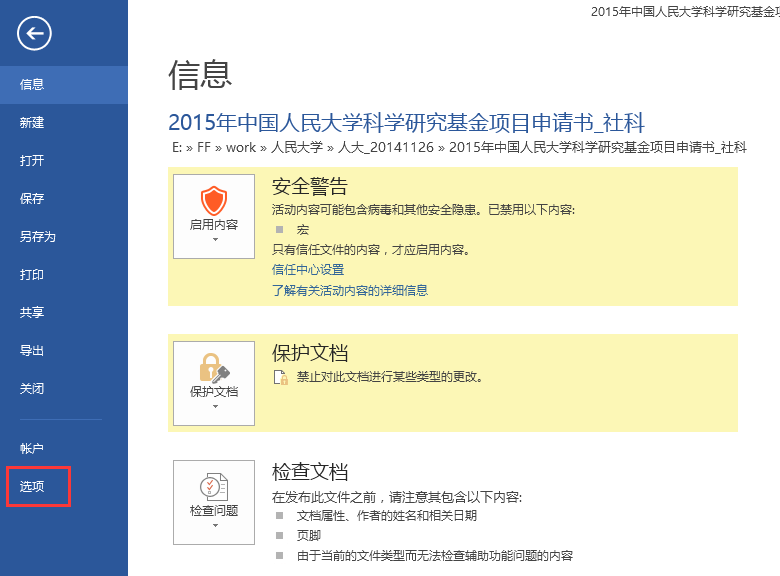 2015年中国人民大学科学研究基金
信息
信息
新建
打开
保存
另存为
打印
共享
导出
关闭
帐户
选项
2015年中国人民大学科学研究基金项目申请书_社科
E: » FF » work » 人民大学 » 人大_20141126 » 2015年中国人民大学科学研究基金项目申请书_社科
启用内容
安全警告
活动内容可能包含病毒和其他安全隐患。已禁用以下内容:
宏
只有信任文件的内容，才应启用内容。
信任中心设置
了解有关活动内容的详细信息
保护文档
保护文档
禁止对此文档进行某些类型的更改。
检查问题
检查文档
在发布此文件之前，请注意其包含以下内容:
文档属性、作者的姓名和相关日期
页脚
由于当前的文件类型而无法检查辅助功能问题的内容